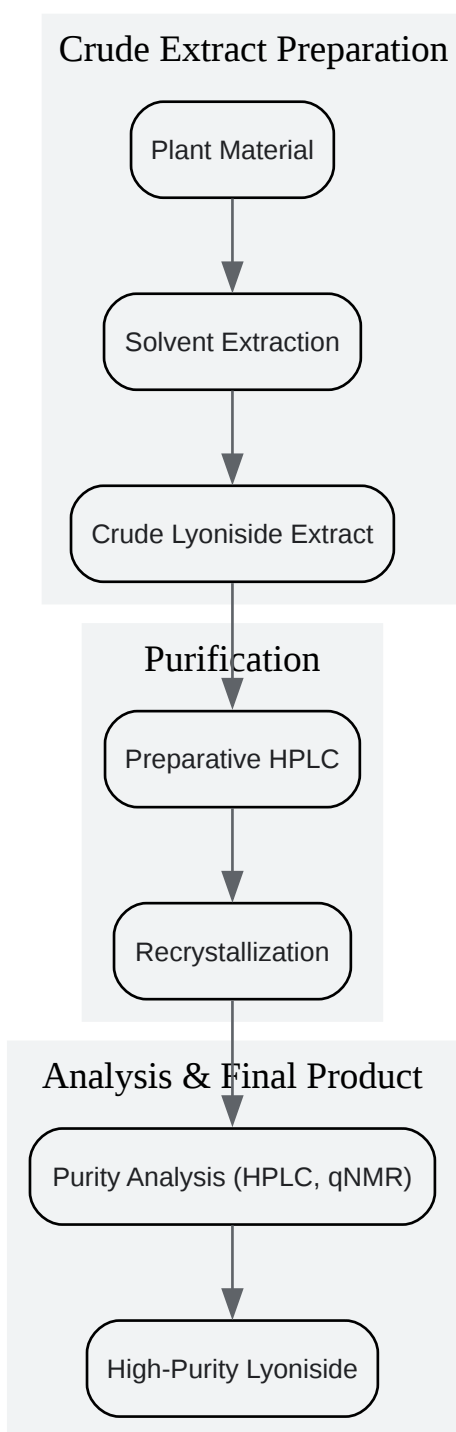 Crude Extract Preparation
Plant Material
Solvent Extraction
Crude Lyoniside Extract
Purification
Preparative HPLC
Recrystallization
Analysis & Final Product
Purity Analysis (HPLC, qNMR)
High-Purity Lyoniside